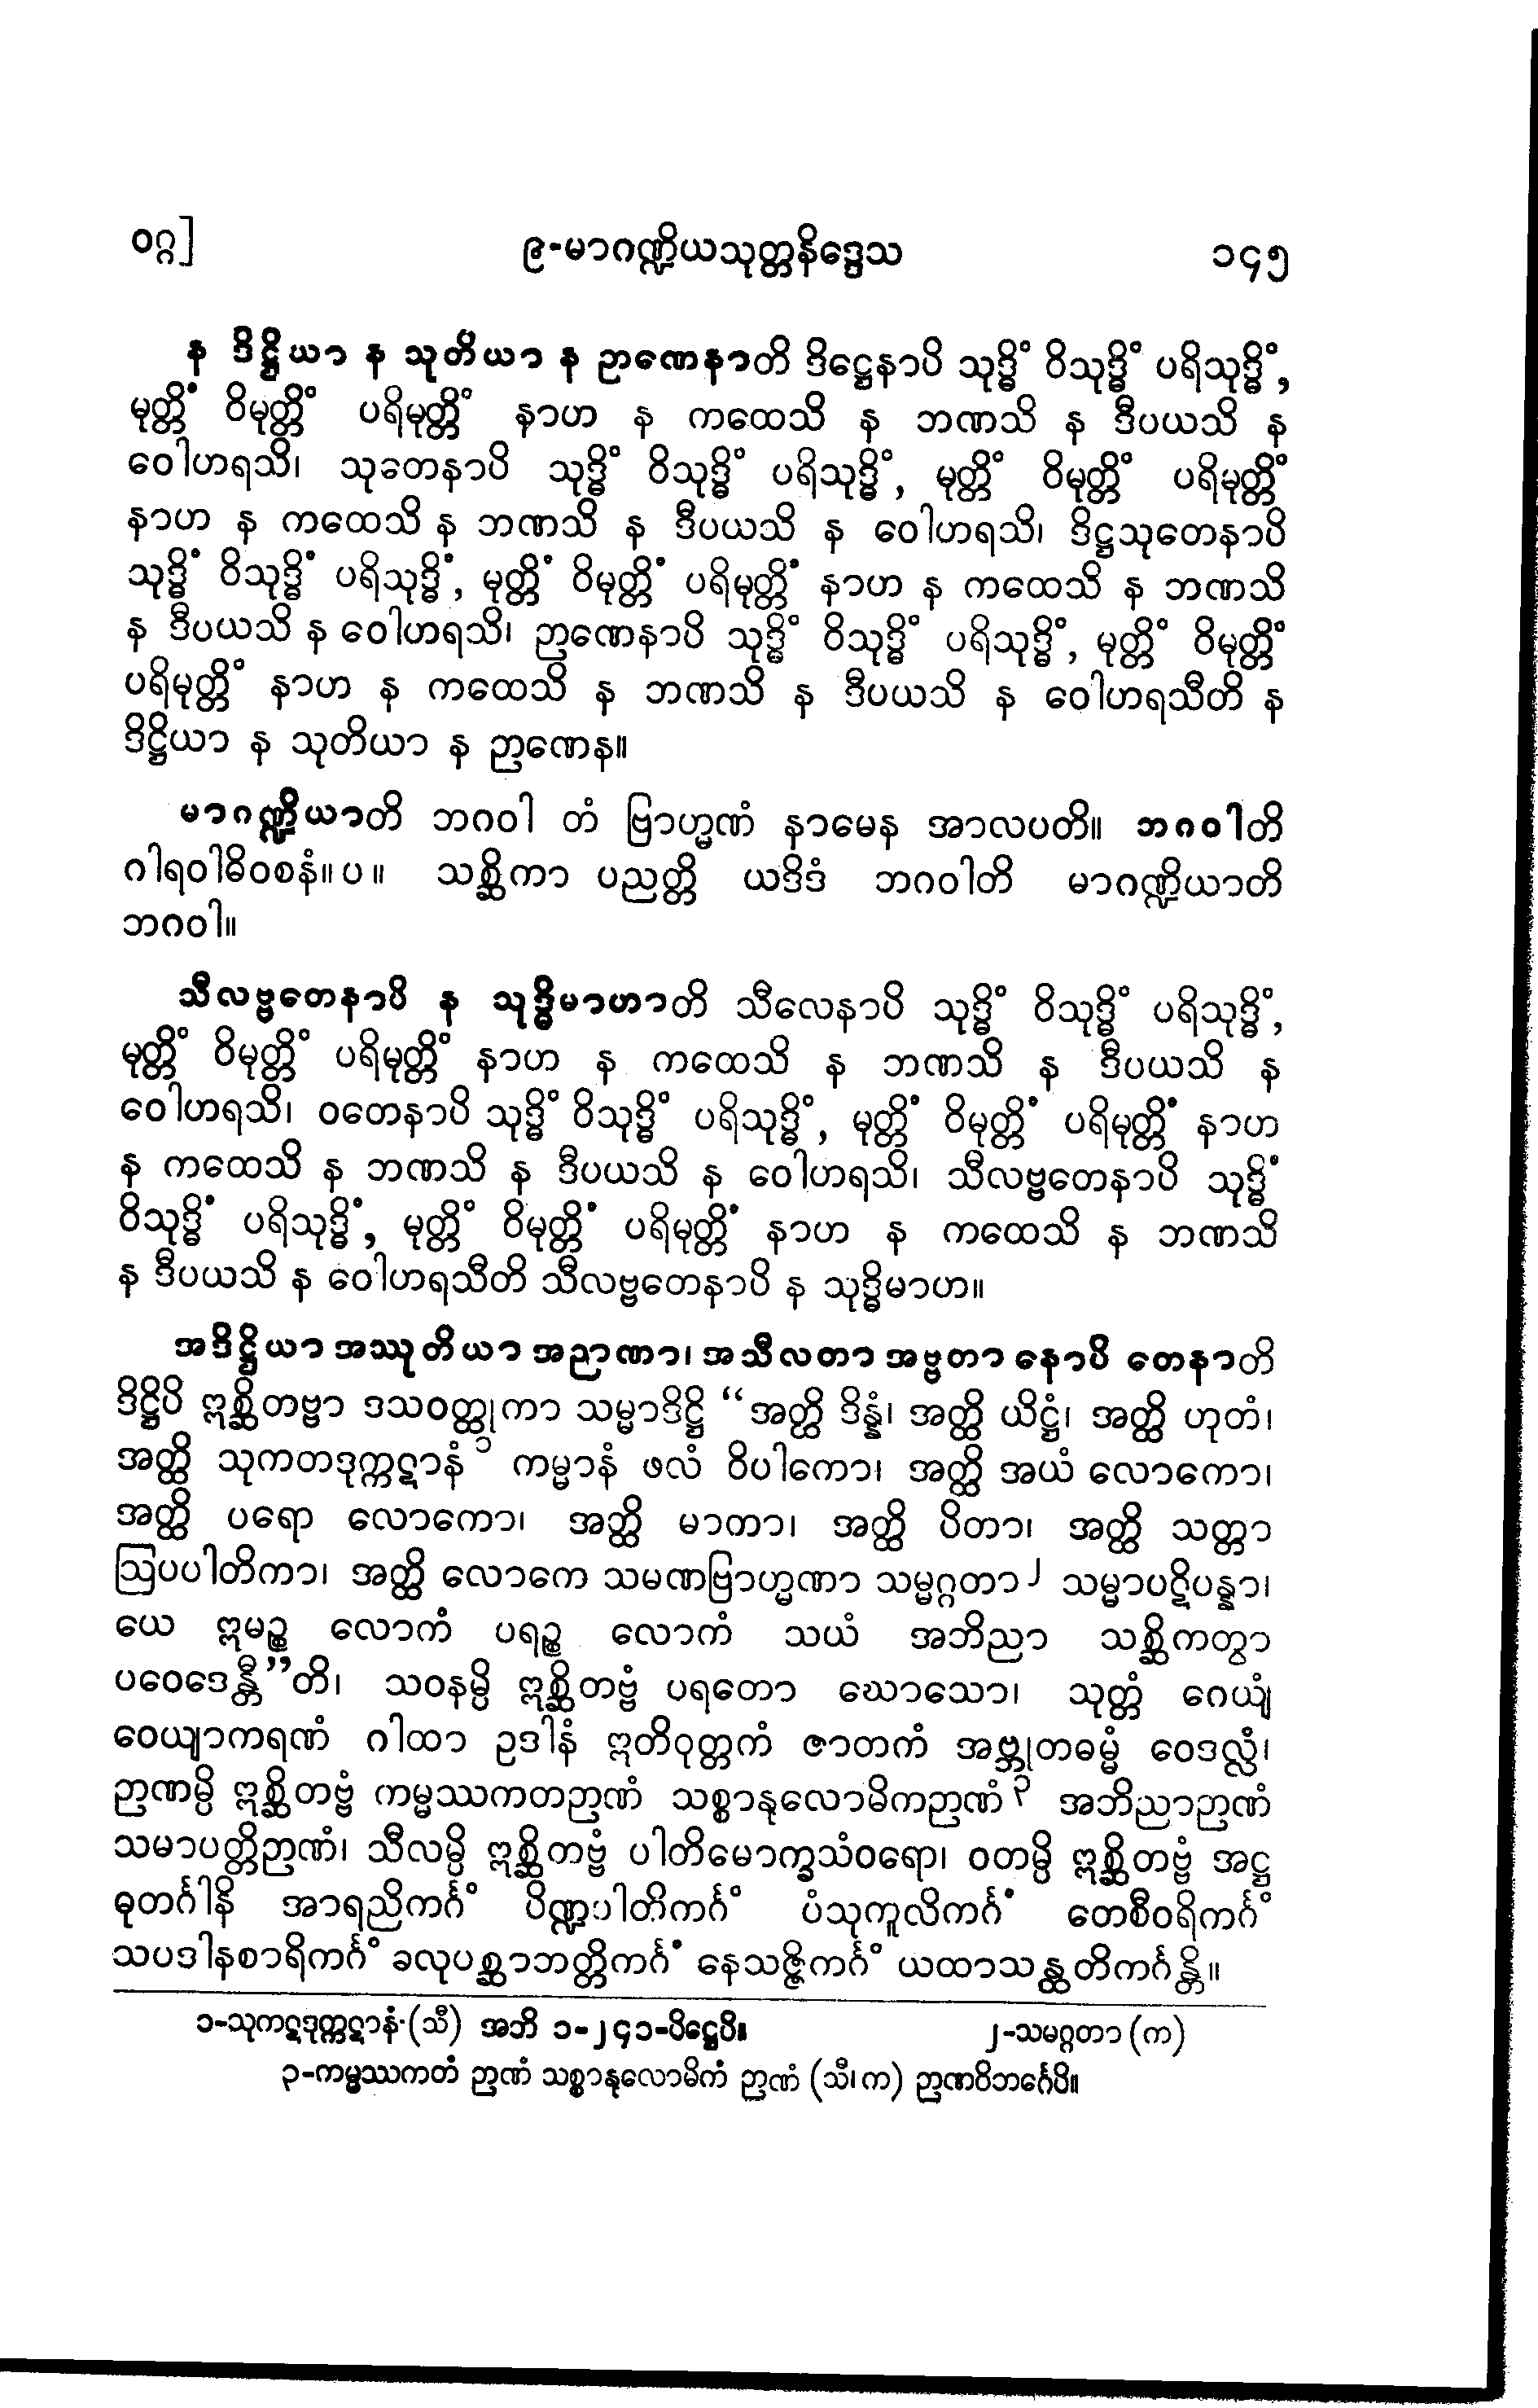 ဝဂ္ဂ]
၉-မာဂဏ္ဍိယသုတ္တနိဒ္ဒေသ
၁၄၅
န ဒိဋ္ဌိယာ န သုတိယာ န ဉာဏေနာတိ ဒိဋ္ဌေနာပိ သုဒ္ဓိံ ဝိသုဒ္ဓိံ ပရိသုဒ္ဓိံ,
မုတ္တိံ ဝိမုတ္တိံ ပရိမုတ္တိံ နာဟ န ကထေသိ န ဘဏသိ န ဒီပယသိ န
ဝေါဟရသိ၊ သုတေနာပိ သုဒ္ဓိံ ဝိသုဒ္ဓိံ ပရိသုဒ္ဓိံ, မုတ္တိံ ဝိမုတ္တိံ ပရိမုတ္တိံ
နာဟ န ကထေသိ န ဘဏသိ န ဒီပယသိ န ဝေါဟရသိ၊ ဒိဋ္ဌသုတေနာပိ
သုဒ္ဓိံ ဝိသုဒ္ဓိံ ပရိသုဒ္ဓိံ, မုတ္တိံ ဝိမုတ္တိံ ပရိမုတ္တိံ နာဟ န ကထေသိ န ဘဏသိ
န ဒီပယသိ န ဝေါဟရသိ၊ ဉာဏေနာပိ သုဒ္ဓိံ ဝိသုဒ္ဓိံ ပရိသုဒ္ဓိံ, မုတ္တိံ ဝိမုတ္တိံ
ပရိမုတ္တိံ နာဟ န ကထေသိ န ဘဏသိ န ဒီပယသိ န ဝေါဟရသီတိ န
ဒိဋ္ဌိယာ န သုတိယာ န ဉာဏေန။
မာဂဏ္ဍိယာတိ ဘဂဝါ တံ ဗြာဟ္မဏံ နာမေန အာလပတိ။ ဘဂဝါတိ
ဂါရဝါဓိဝစနံ။ပ။ သစ္ဆိကာ ပညတ္တိ ယဒိဒံ ဘဂဝါတိ မာဂဏ္ဍိယာတိ
ဘဂဝါ။
သီလဗ္ဗတေနာပိ န သုဒ္ဓိမာဟာတိ သီလေနာပိ သုဒ္ဓိံ ဝိသုဒ္ဓိံ ပရိသုဒ္ဓိံ,
မုတ္တိံ ဝိမုတ္တိံ ပရိမုတ္တိံ နာဟ န ကထေသိ န ဘဏသိ န ဒီပယသိ န
ဝေါဟရသိ၊ ဝတေနာပိ သုဒ္ဓိံ ဝိသုဒ္ဓိံ ပရိသုဒ္ဓိံ, မုတ္တိံ ဝိမုတ္တိံ ပရိမုတ္တိံ နာဟ
န ကထေသိ န ဘဏသိ န ဒီပယသိ န ဝေါဟရသိ၊ သီလဗ္ဗတေနာပိ သုဒ္ဓိံ
ဝိသုဒ္ဓိံ ပရိသုဒ္ဓိံ, မုတ္တိံ ဝိမုတ္တိံ ပရိမုတ္တိံ နာဟ န ကထေသိ န ဘဏသိ
န ဒီပယသိ န ဝေါဟရသီတိ သီလဗ္ဗတေနာပိ န သုဒ္ဓိမာဟ။
အဒိဋ္ဌိယာ အဿုတိယာ အဉာဏာ၊ အသီလတာ အဗ္ဗတာ နောပိ တေနာတိ
ဒိဋ္ဌိပိ ဣစ္ဆိတဗ္ဗာ ဒသဝတ္ထုကာ သမ္မာဒိဋ္ဌိ “အတ္ထိ ဒိန္နံ၊ အတ္ထိ ယိဋ္ဌံ၊ အတ္ထိ ဟုတံ၊
အတ္ထိ သုကတဒုက္ကဋာနံ၁ ကမ္မာနံ ဖလံ ဝိပါကော၊ အတ္ထိ အယံ လောကော၊
အတ္ထိ ပရော လောကော၊ အတ္ထိ မာတာ၊ အတ္ထိ ပိတာ၊ အတ္ထိ သတ္တာ
ဩပပါတိကာ၊ အတ္ထိ လောကေ သမဏဗြာဟ္မဏာ သမ္မဂ္ဂတာ၂ သမ္မာပဋိပန္နာ၊
ယေ ဣမဉ္စ လောကံ ပရဉ္စ လောကံ သယံ အဘိညာ သစ္ဆိကတွာ
ပဝေဒေန္တီ”တိ၊ သဝနမ္ပိ ဣစ္ဆိတဗ္ဗံ ပရတော ဃောသော၊ သုတ္တံ ဂေယျံ
ဝေယျာကရဏံ ဂါထာ ဥဒါနံ ဣတိဝုတ္တကံ ဇာတကံ အဗ္ဘုတဓမ္မံ ဝေဒလ္လံ၊
ဉာဏမ္ပိ ဣစ္ဆိတဗ္ဗံ ကမ္မဿကတဉာဏံ သစ္စာနုလောမိကဉာဏံ၃ အဘိညာဉာဏံ
သမာပတ္တိဉာဏံ၊ သီလမ္ပိ ဣစ္ဆိတဗ္ဗံ ပါတိမောက္ခသံဝရော၊ ဝတမ္ပိ ဣစ္ဆိတဗ္ဗံ အဋ္ဌ
ဓုတင်္ဂါနိ အာရညိကင်္ဂံ ပိဏ္ဍပါတိကင်္ဂံ ပံသုကူလိကင်္ဂံ တေစီဝရိကင်္ဂံ
သပဒါနစာရိကင်္ဂံ ခလုပစ္ဆာဘတ္တိကင်္ဂံ နေသဇ္ဇိကင်္ဂံ ယထာသန္ထတိကင်္ဂန္တိ။
၁-သုကဋဒုက္ကဋာနံ (သီ) အဘိ ၁-၂၄၁-ပိဋ္ဌေပိ။
၂-သမဂ္ဂတာ (က)
၃-ကမ္မဿကတံ ဉာဏံ သစ္စာနုလောမိကံ ဉာဏံ (သီ၊ က) ဉာဏဝိဘင်္ဂေပိ။